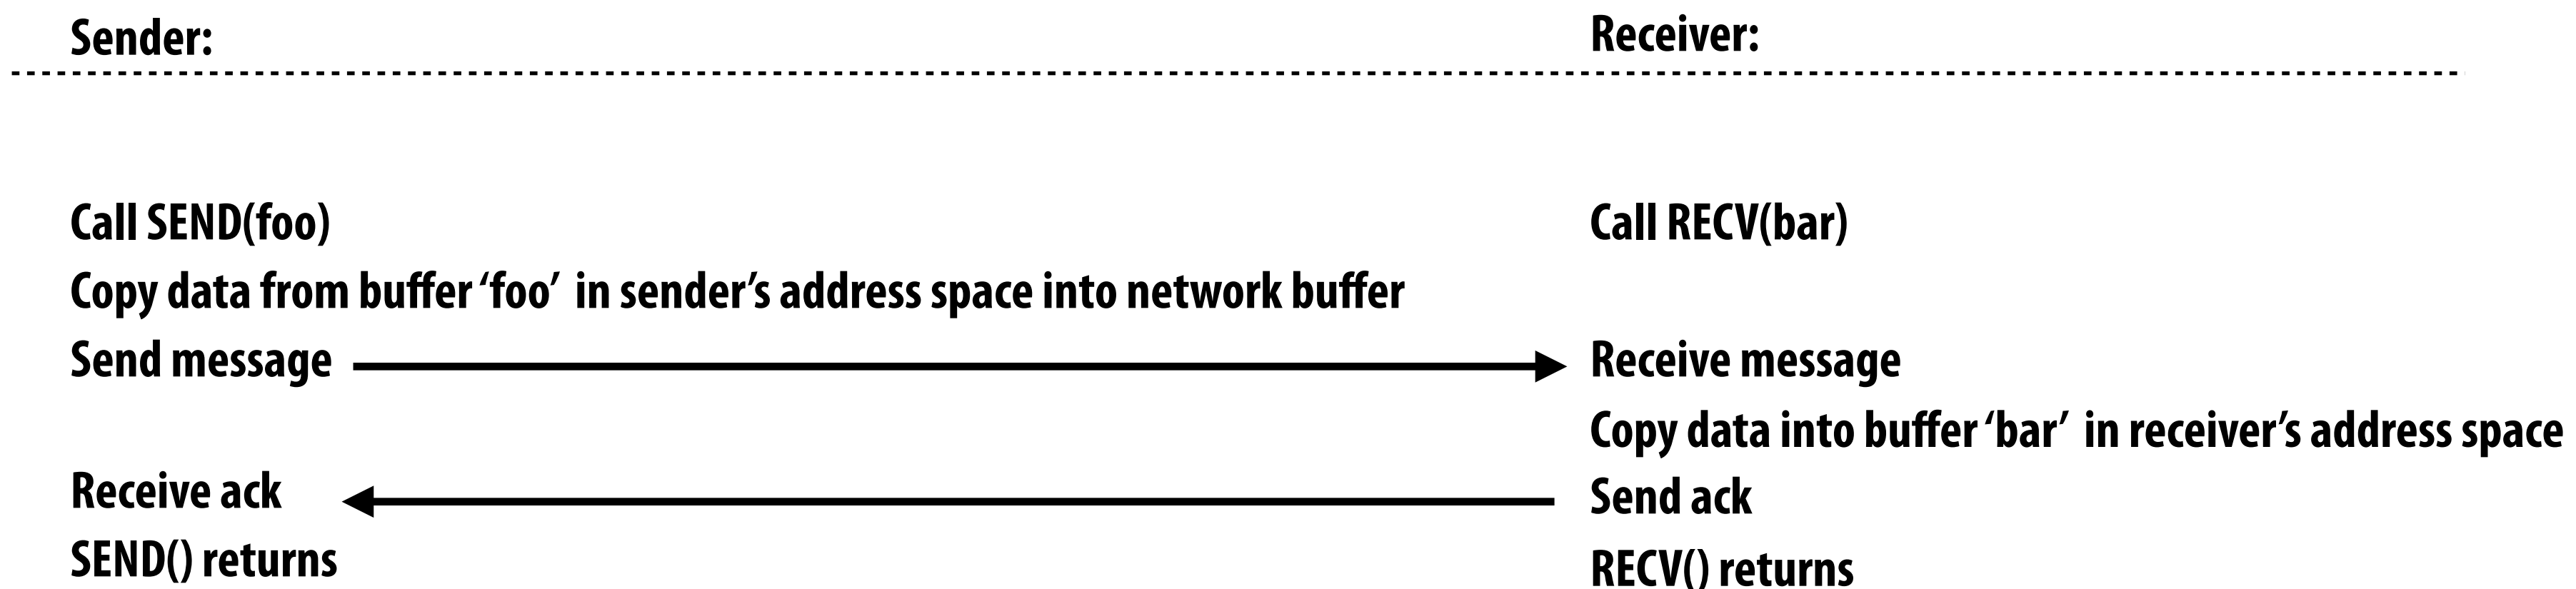 Sender:
Receiver:
Call SEND(foo)
Call RECV(bar)
Copy data from buffer ‘foo’ in sender’s address space into network buffer
Send message
Receive message
Copy data into buffer ‘bar’ in receiver’s address space
Receive ack
Send ack
SEND() returns
RECV() returns